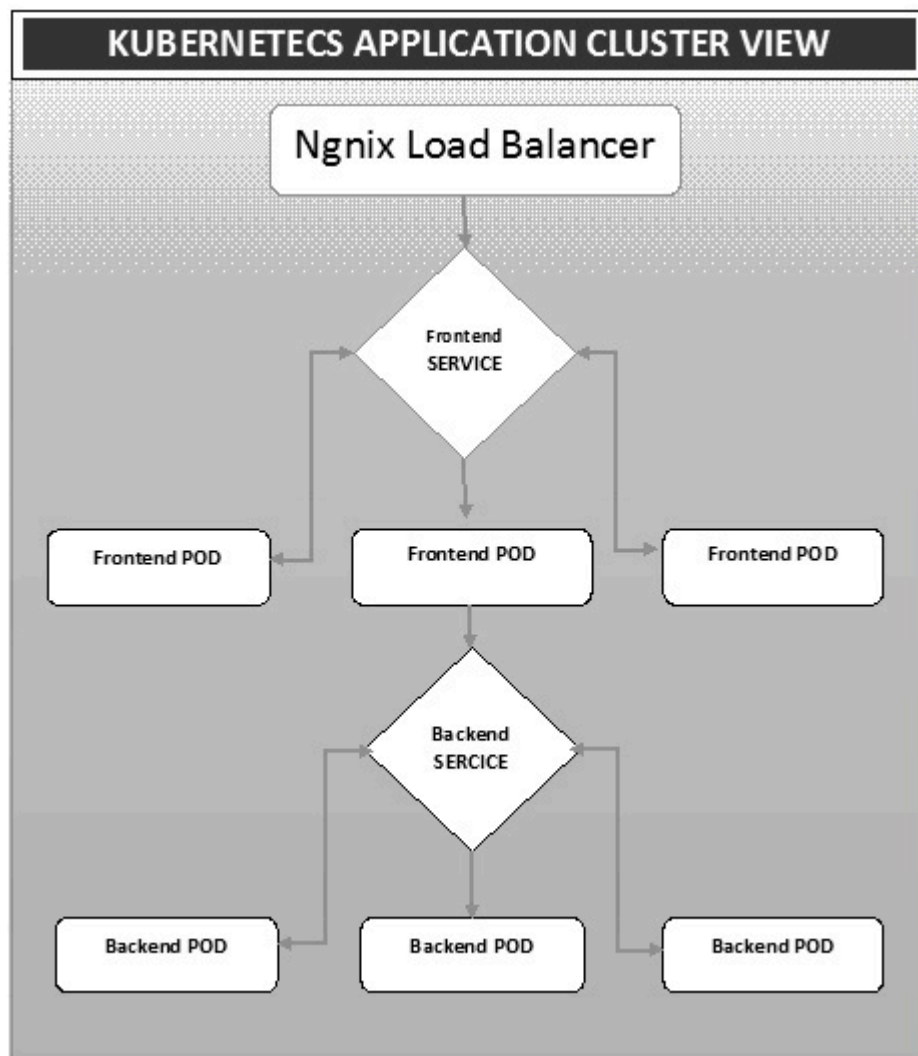 KUBERNETECS APPLICATION CLUSTER VIEW
Ngnix Load Balancer
Frontend
SERVICE
Frontend POD
Frontend POD
Frontend POD
Backend
SERCICE
Backend POD
Backend POD
Backend POD